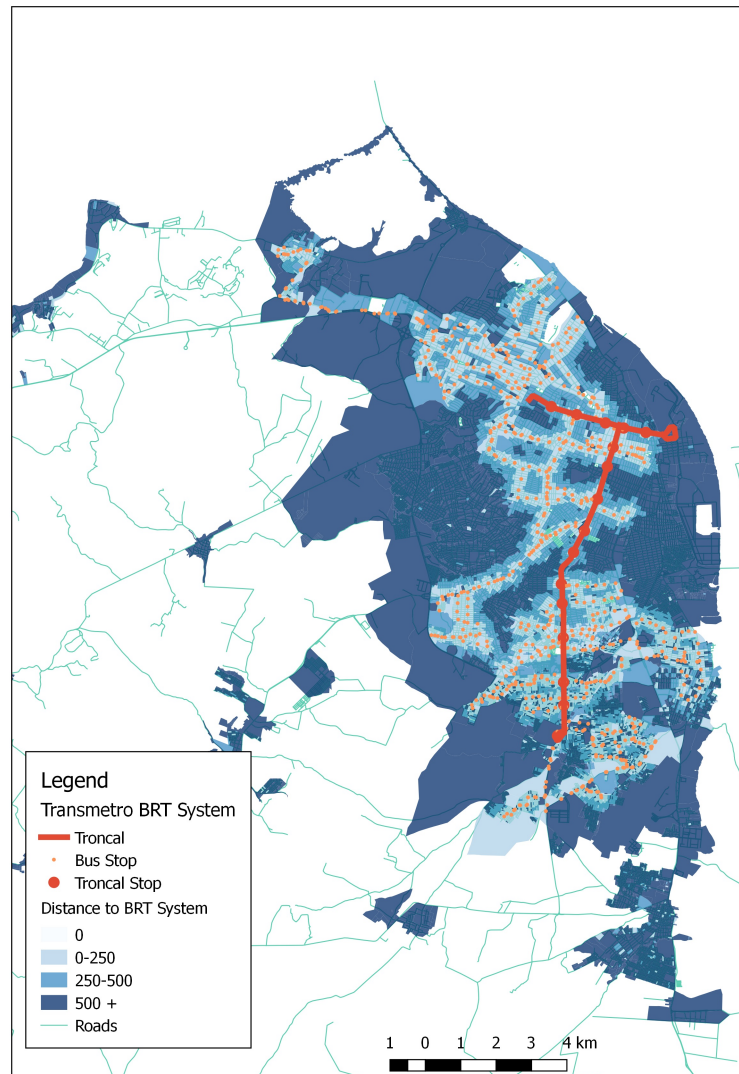 Legend
Transmetro BRT System
Troncal
Bus Stop
Troncal Stop
Distance to BRT System
0
0-250
250-500
500 +
Roads
1 0 1 2 3 4 km